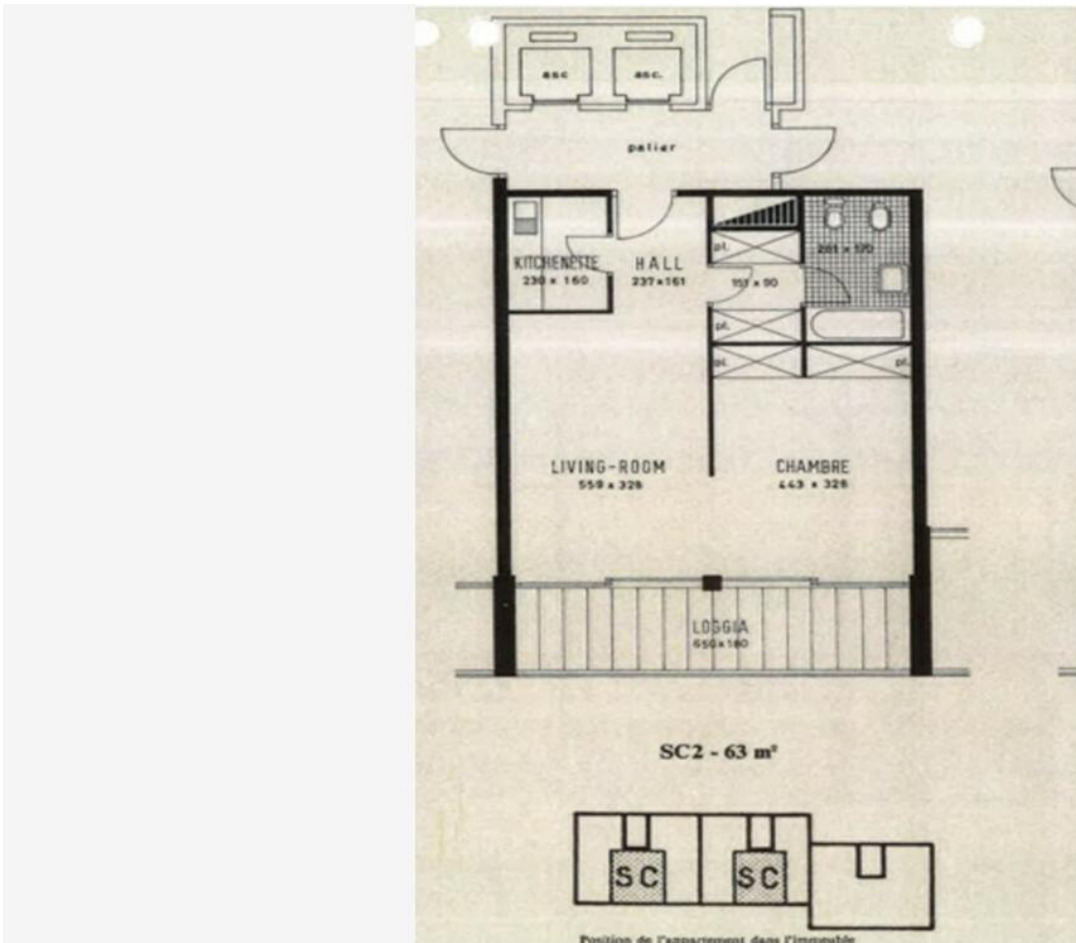 asc
asc.
palier
pl.
KITCHENETTE
230 x 160
HALL
237x161
151 x 90
pl.
pl.
pl.
LIVING-ROOM
559 x 328
CHAMBRE
443 x 328
LOGGIA
650x180
SC2 - 63 m²
SC
SC
Position de l'appartement dans l'immeuble